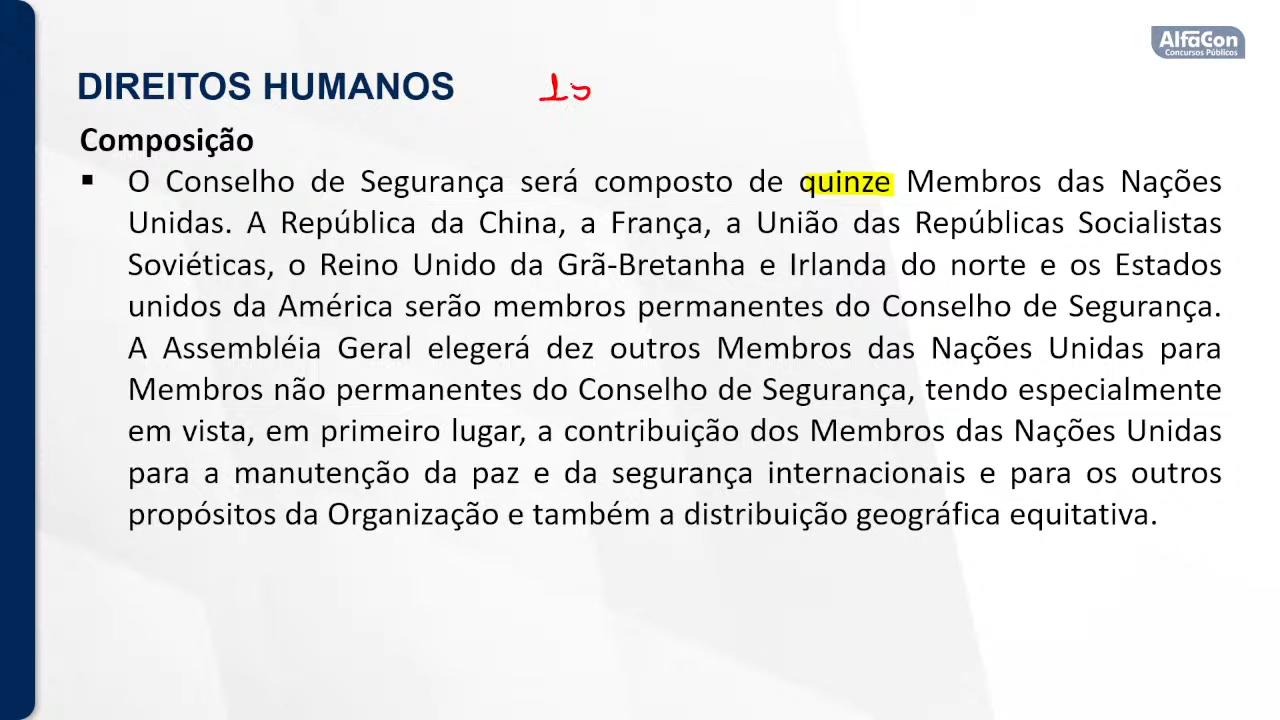 AlfaCon
Concursos Públicos
DIREITOS HUMANOS 15
Composição
▪ O Conselho de Segurança será composto de quinze Membros das Nações
Unidas. A República da China, a França, a União das Repúblicas Socialistas
Soviéticas, o Reino Unido da Grã-Bretanha e Irlanda do norte e os Estados
unidos da América serão membros permanentes do Conselho de Segurança.
A Assembléia Geral elegerá dez outros Membros das Nações Unidas para
Membros não permanentes do Conselho de Segurança, tendo especialmente
em vista, em primeiro lugar, a contribuição dos Membros das Nações Unidas
para a manutenção da paz e da segurança internacionais e para os outros
propósitos da Organização e também a distribuição geográfica equitativa.